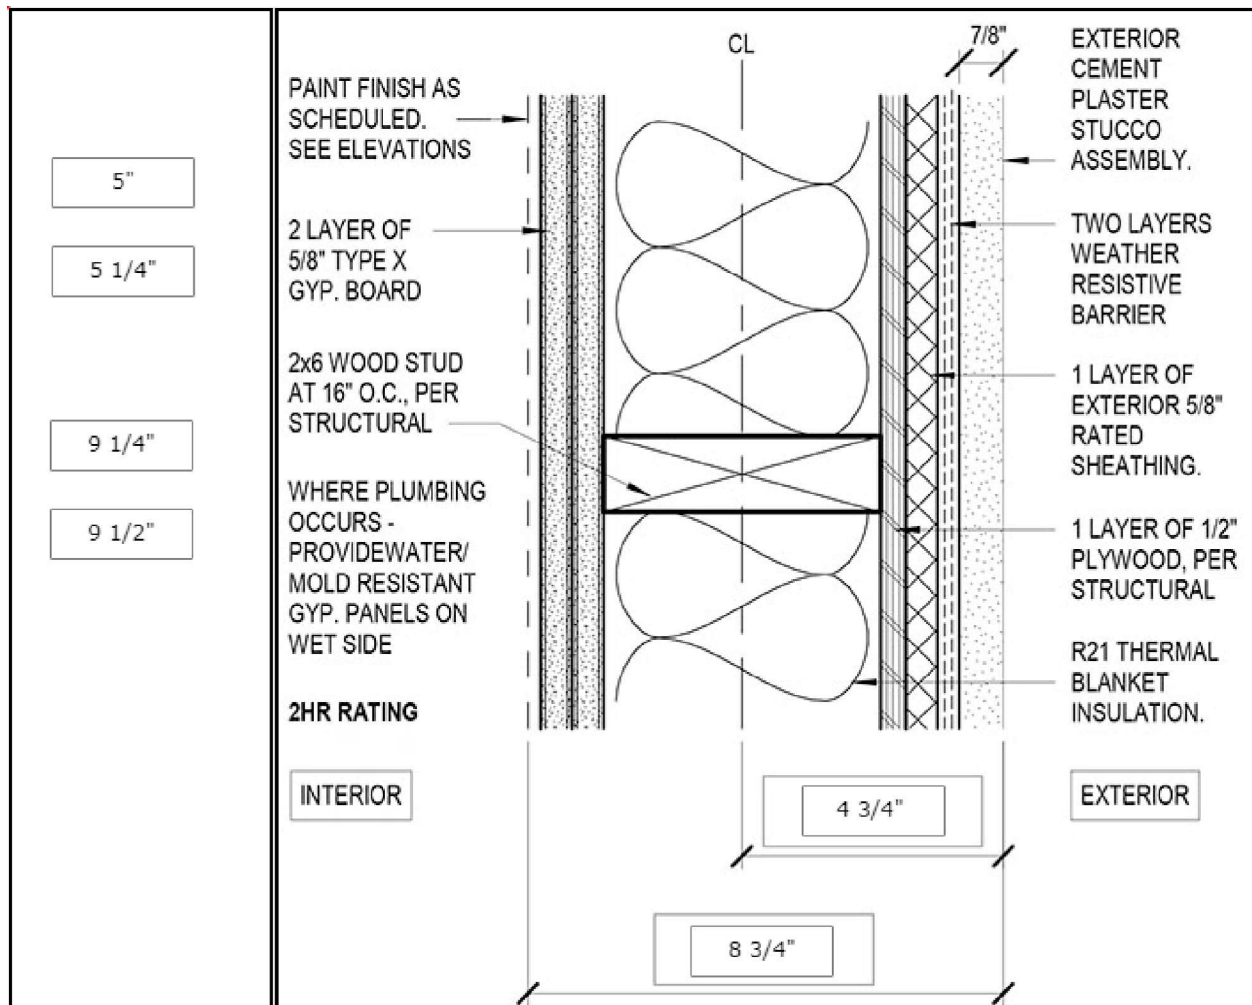 5"
5 1/4"
9 1/4"
9 1/2"
PAINT FINISH AS
SCHEDULED.
SEE ELEVATIONS
2 LAYER OF
5/8" TYPE X
GYP. BOARD
2x6 WOOD STUD
AT 16" O.C., PER
STRUCTURAL
WHERE PLUMBING
OCCURS -
PROVIDEWATER/
MOLD RESISTANT
GYP. PANELS ON
WET SIDE
2HR RATING
INTERIOR
CL
7/8"
EXTERIOR
CEMENT
PLASTER
STUCCO
ASSEMBLY.
TWO LAYERS
WEATHER
RESISTIVE
BARRIER
1 LAYER OF
EXTERIOR 5/8"
RATED
SHEATHING.
1 LAYER OF 1/2"
PLYWOOD, PER
STRUCTURAL
R21 THERMAL
BLANKET
INSULATION.
EXTERIOR
4 3/4"
8 3/4"